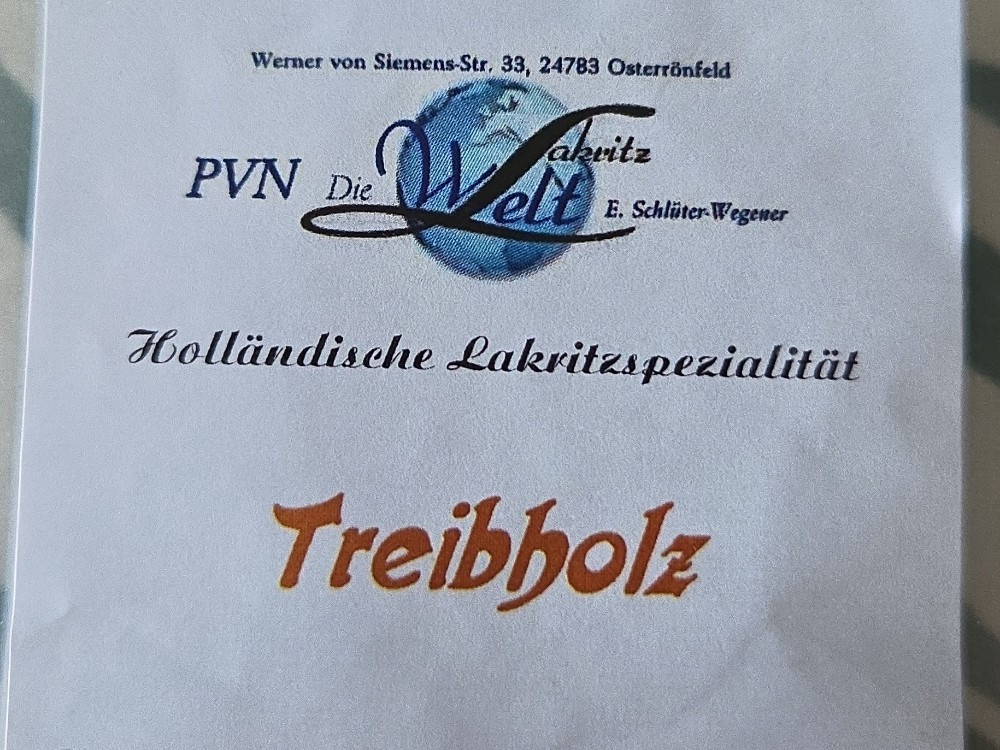 Werner von Siemens-Str. 33, 24783 Osterrönfeld
PVN Die Lakritz Welt E. Schlüter-Wegener
Holländische Lakritzspezialität
Treibholz